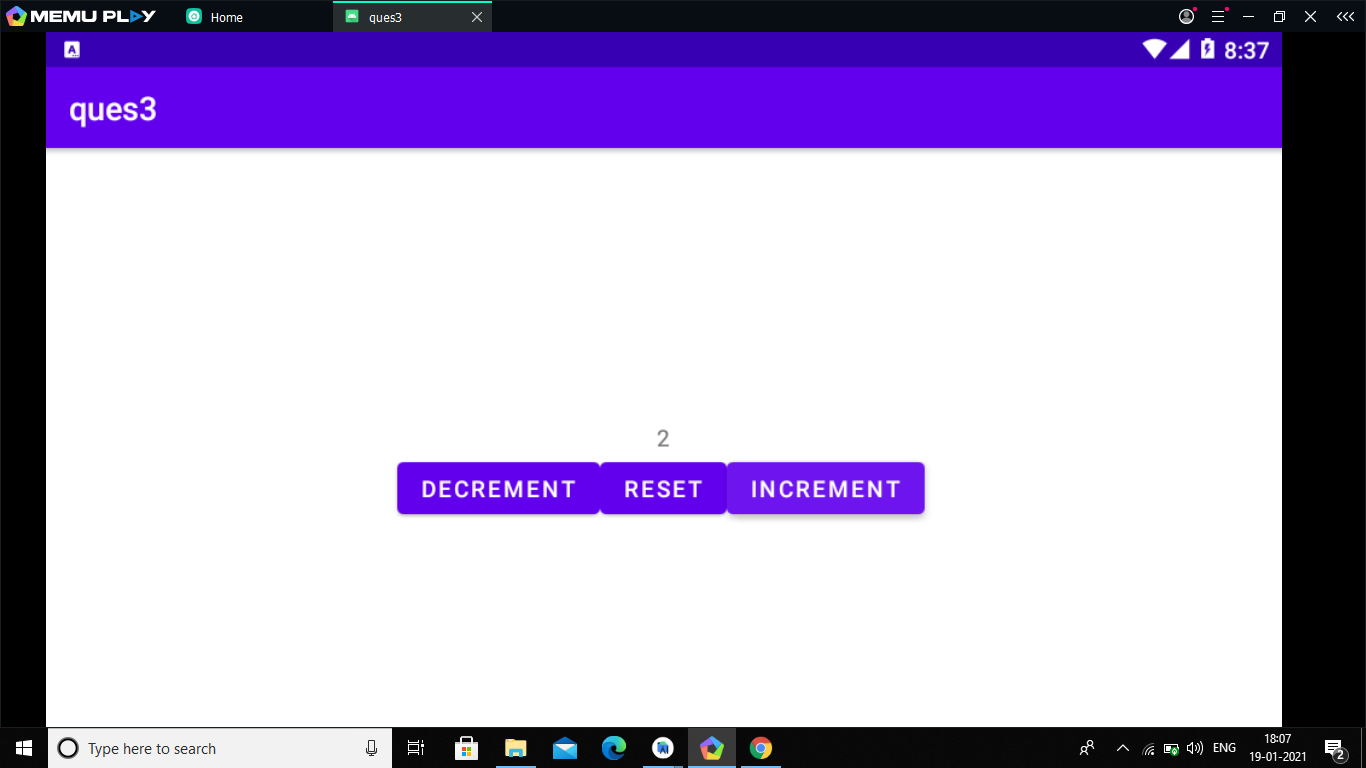 MEMU PLAY
Home
ques3
8:37
ques3
2
DECREMENT RESET INCREMENT
Type here to search
ENG
18:07
19-01-2021
2